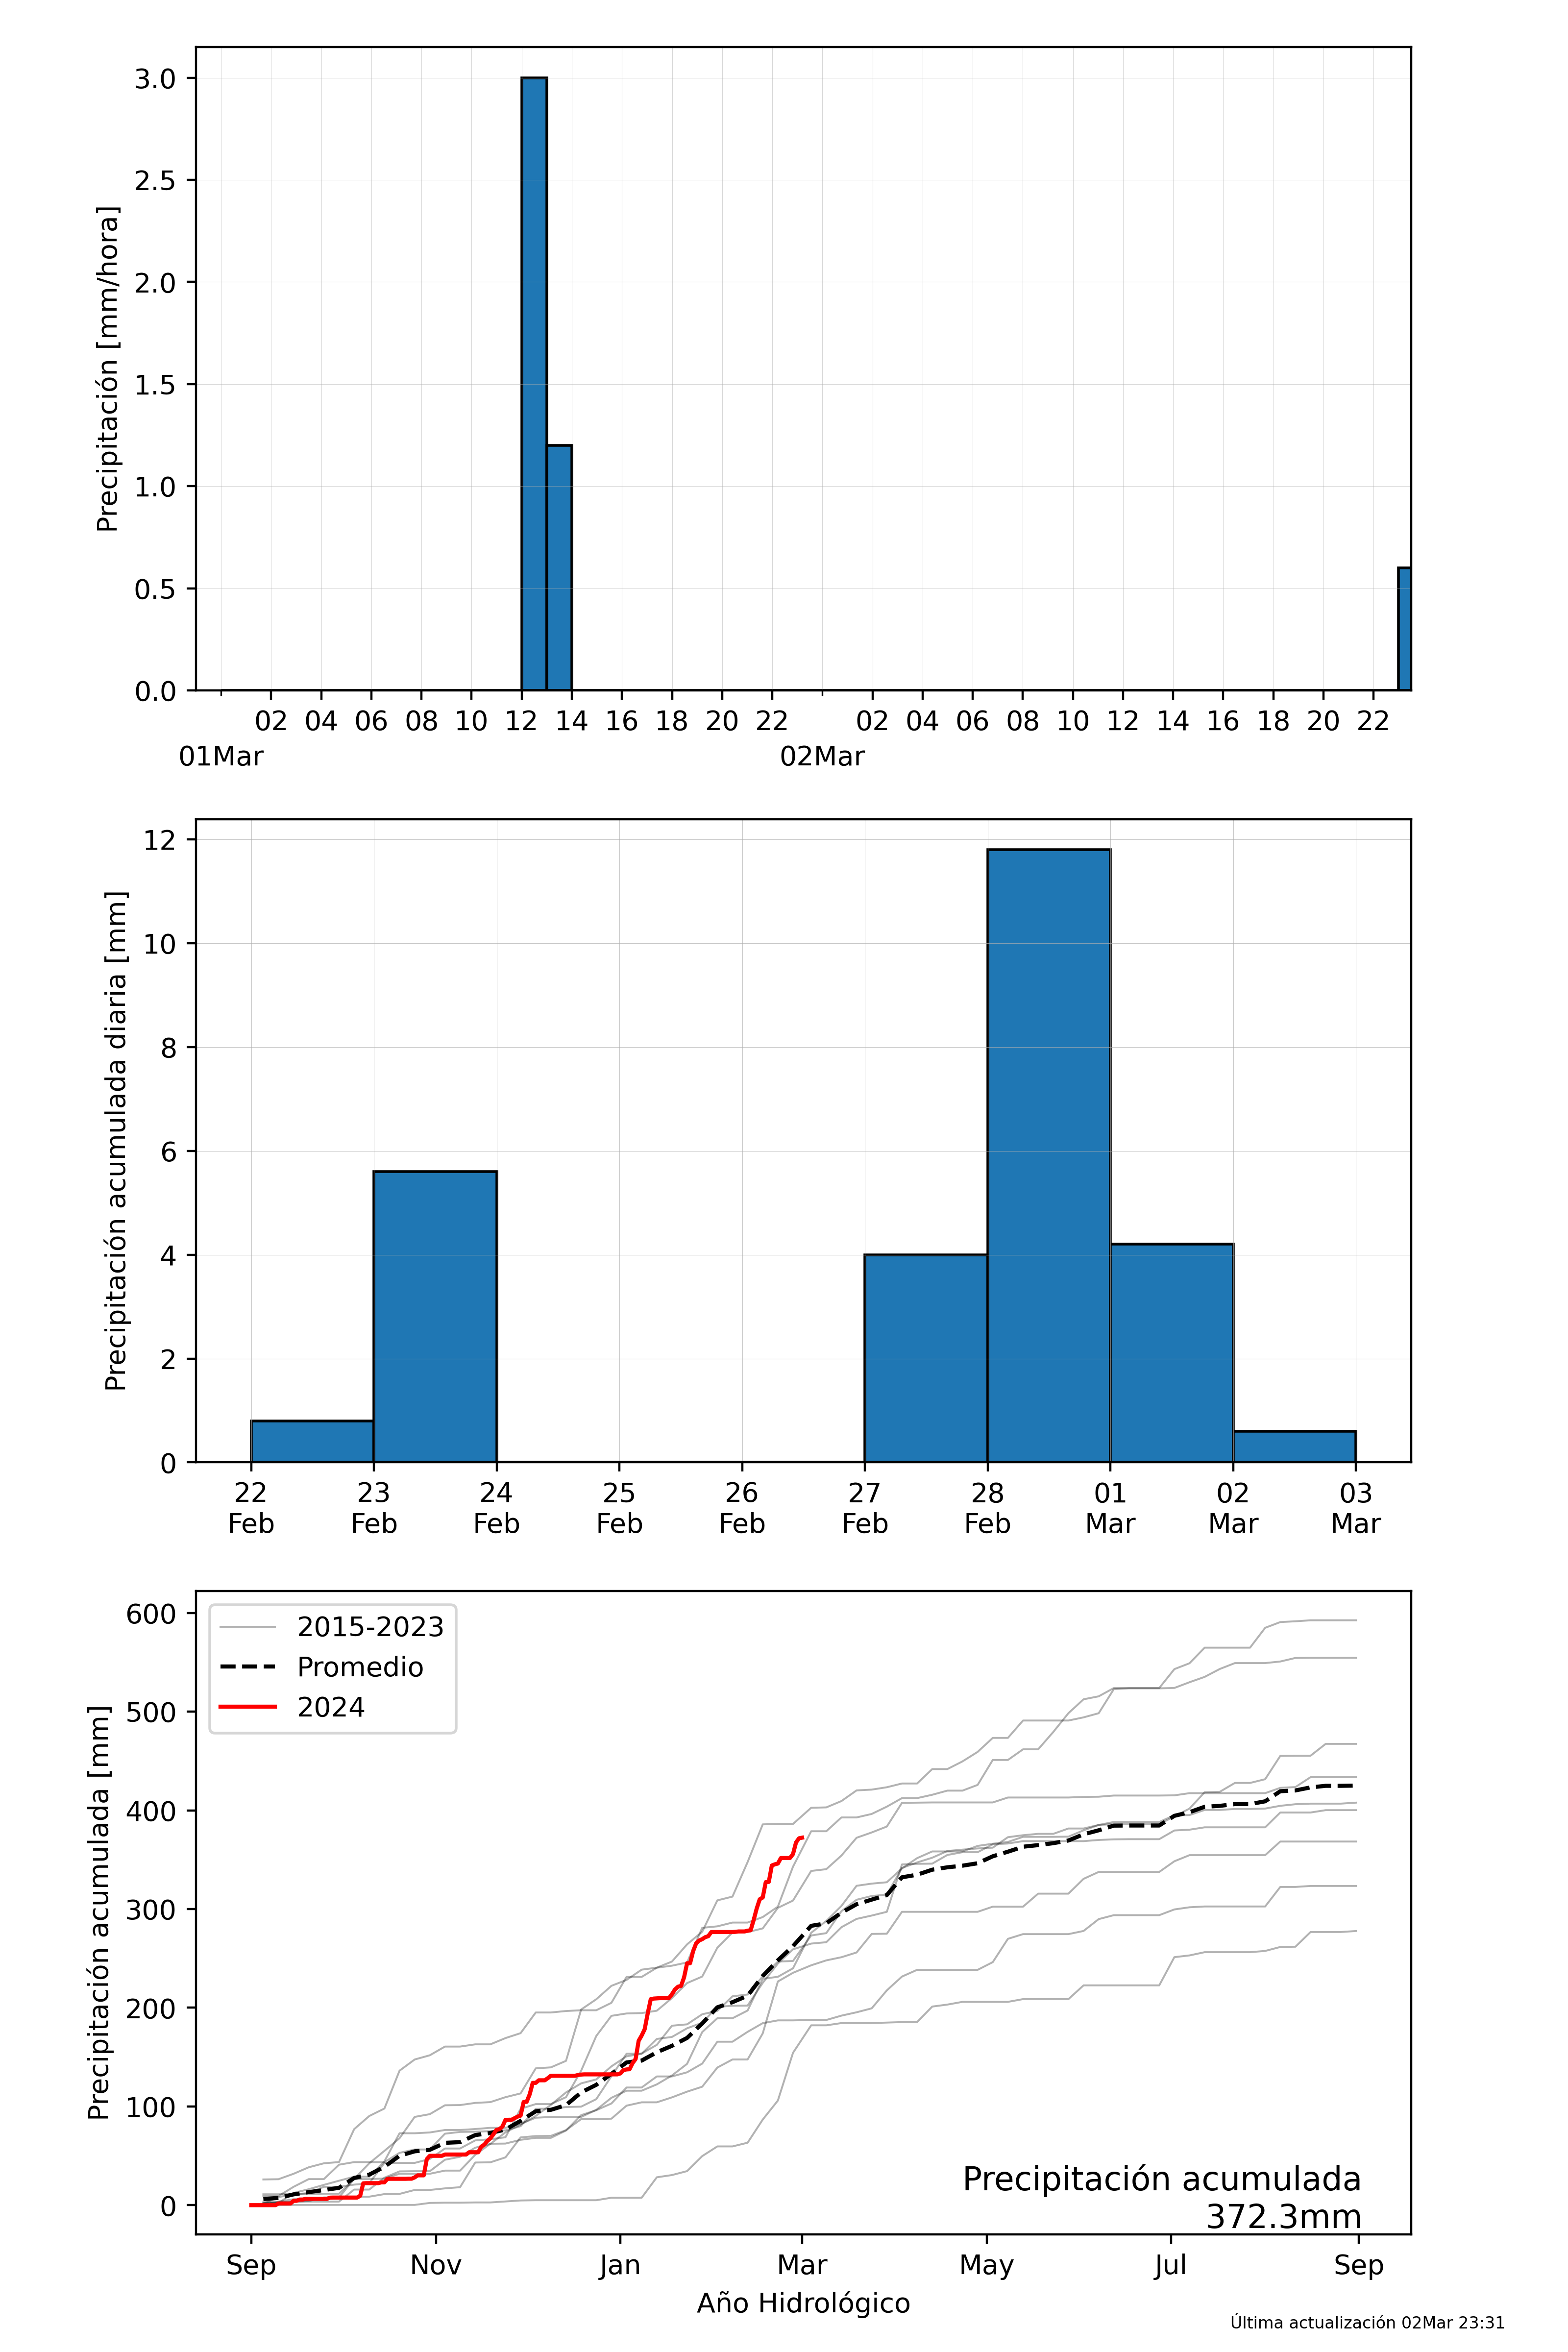 3.0
2.5
2.0
1.5
1.0
0.5
0.0
Precipitación [mm/hora]
02 04 06 08 10 12 14 16 18 20 22 02 04 06 08 10 12 14 16 18 20 22
01Mar 02Mar
12
10
8
6
4
2
0
Precipitación acumulada diaria [mm]
22 23 24 25 26 27 28 01 02 03
Feb Feb Feb Feb Feb Feb Feb Mar Mar Mar
600
500
400
300
200
100
0
Precipitación acumulada [mm]
2015-2023
Promedio
2024
Precipitación acumulada
372.3mm
Sep Nov Jan Mar May Jul Sep
Año Hidrológico
Última actualización 02Mar 23:31